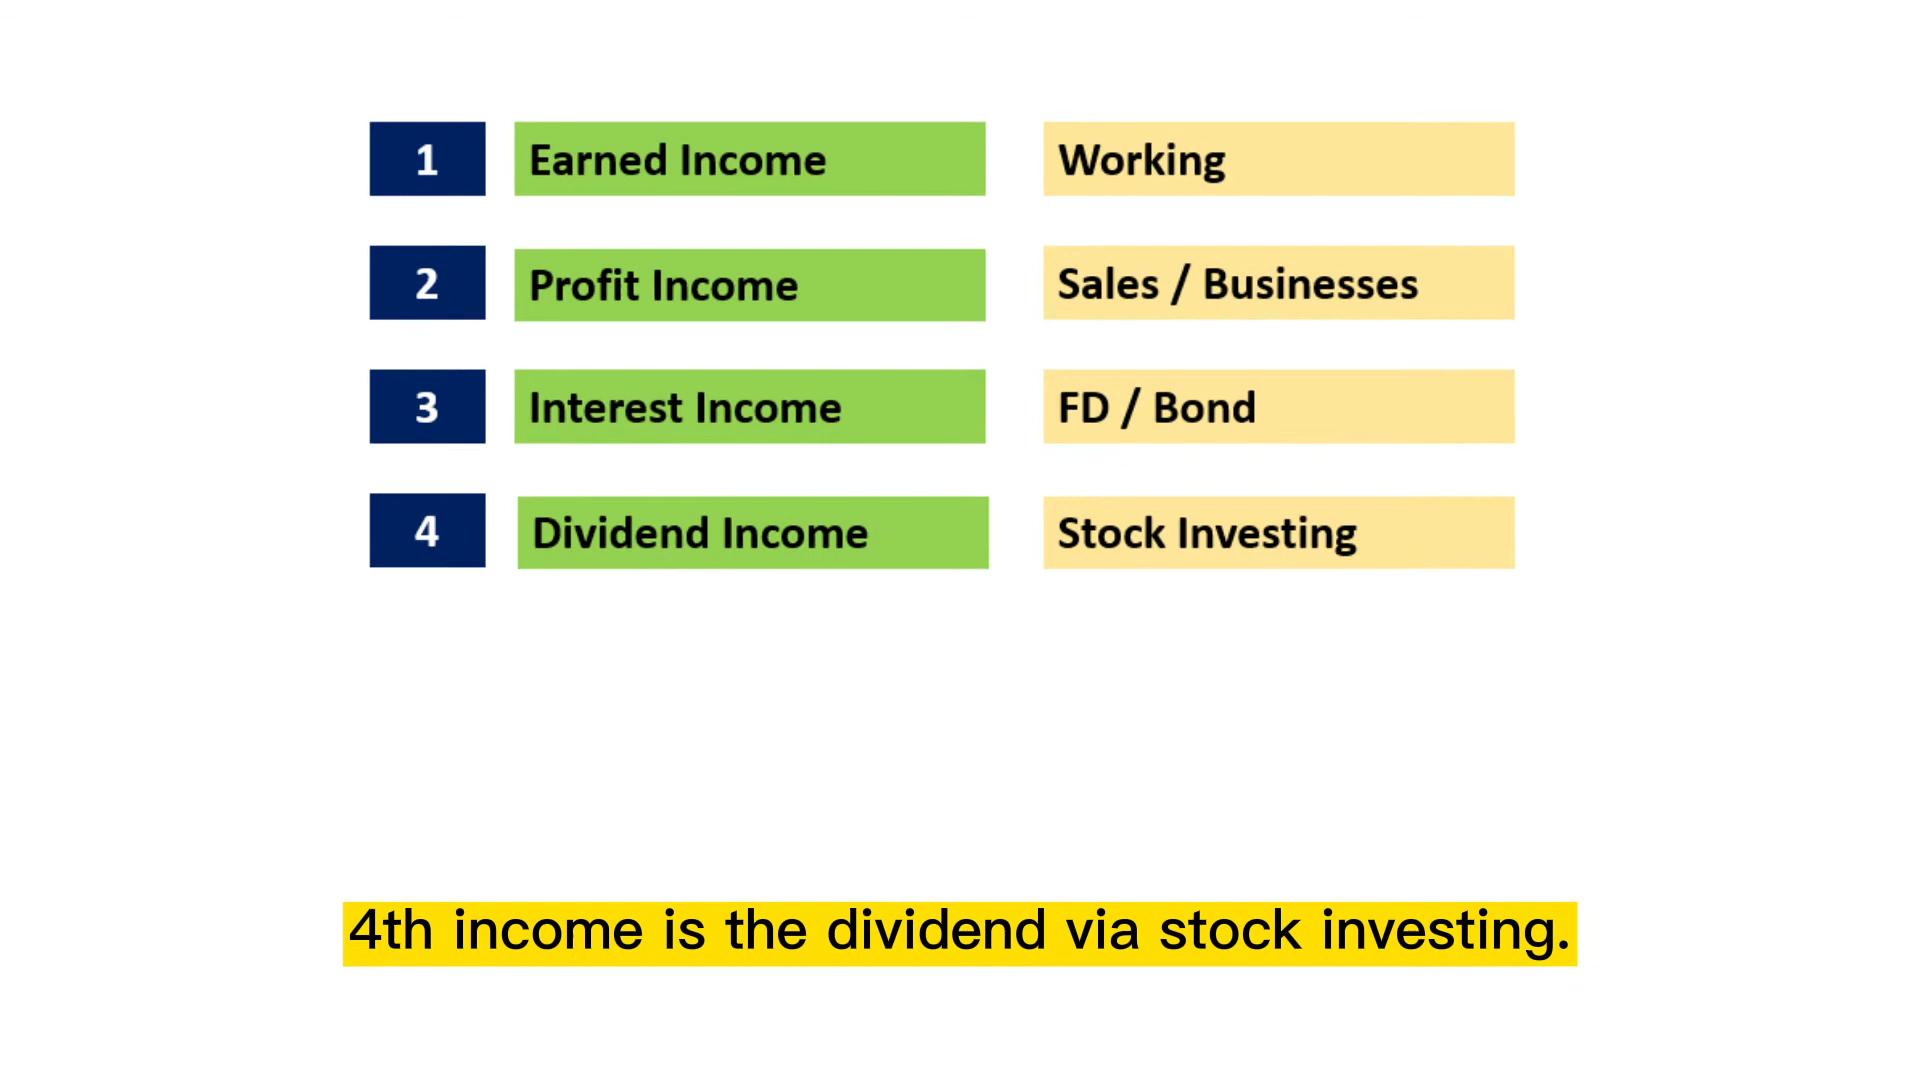 1 Earned Income Working
2 Profit Income Sales / Businesses
3 Interest Income FD / Bond
4 Dividend Income Stock Investing
4th income is the dividend via stock investing.